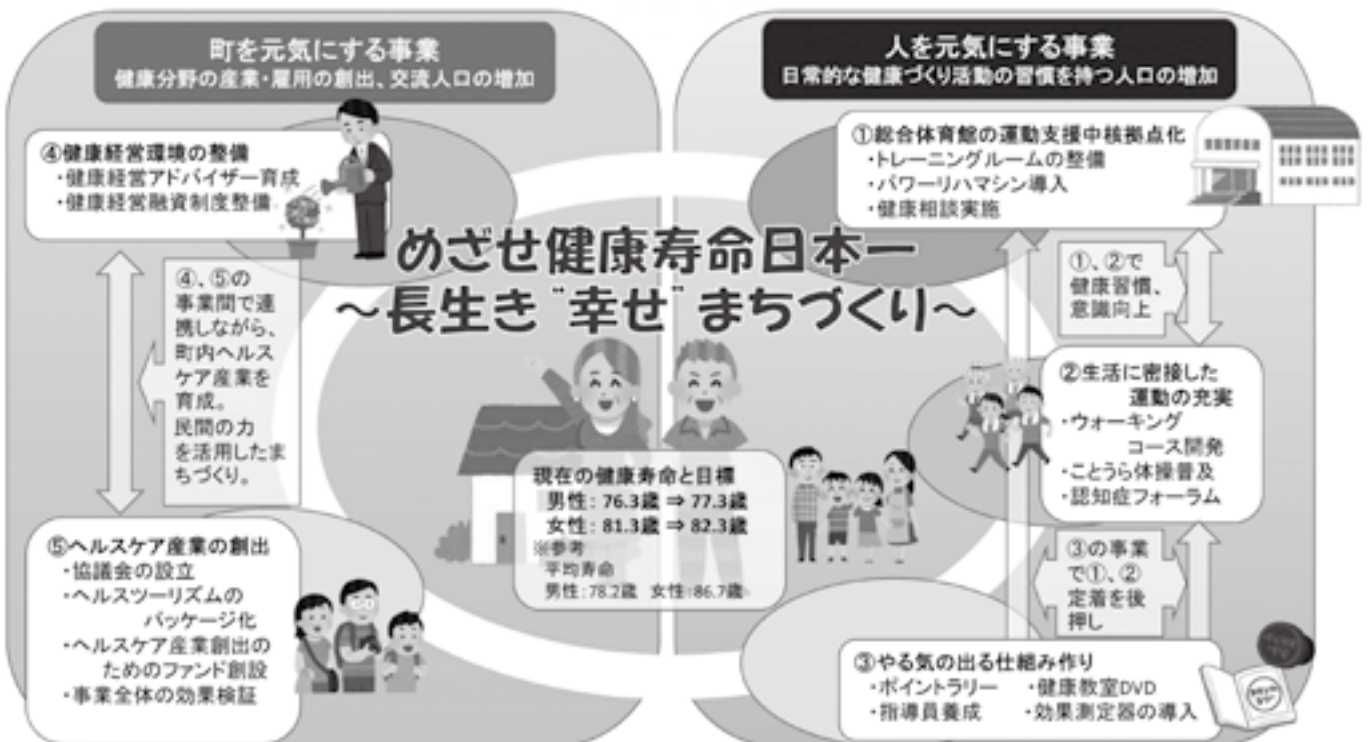 町を元気にする事業
健康分野の産業・雇用の創出、交流人口の増加
人を元気にする事業
日常的な健康づくり活動の習慣を持つ人口の増加
めざせ健康寿命日本一
～長生き“幸せ”まちづくり～
④健康経営環境の整備
・健康経営アドバイザー育成
・健康経営融資制度整備
④、⑤の
事業間で連
携しながら、
町内ヘルス
ケア産業を
育成。
民間の力
を活用したま
ちづくり。
⑤ヘルスケア産業の創出
・協議会の設立
・ヘルスツーリズムの
パッケージ化
・ヘルスケア産業創出の
ためのファンド創設
・事業全体の効果検証
現在の健康寿命と目標
男性：76.3歳 ⇒ 77.3歳
女性：81.3歳 ⇒ 82.3歳
※参考
平均寿命
男性：78.2歳 女性：86.7歳
①総合体育館の運動支援中核拠点化
・トレーニングルームの整備
・パワーリハマシン導入
・健康相談実施
①、②で
健康習慣、
意識向上
②生活に密接した
運動の充実
・ウォーキング
コース開発
・ことうら体操普及
・認知症フォーラム
③の事業
で①、②
定着を後
押し
③やる気の出る仕組み作り
・ポイントラリー ・健康教室DVD
・指導員養成 ・効果測定器の導入